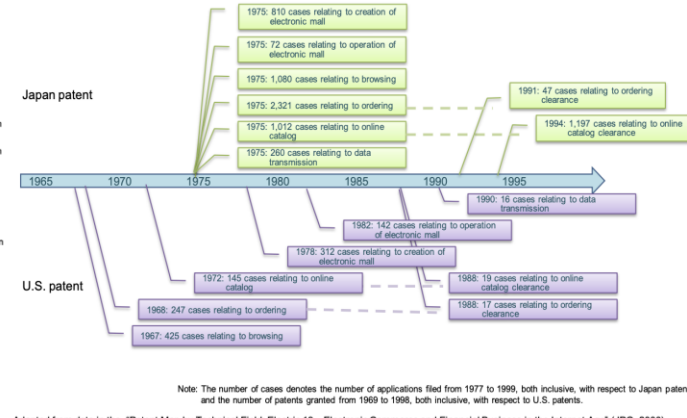 1975: 810 cases relating to creation of
electronic mall
1975: 72 cases relating to operation of
electronic mall
1975: 1,080 cases relating to browsing
1975: 2,321 cases relating to ordering
1975: 1,012 cases relating to online
catalog
1975: 260 cases relating to data
transmission
Japan patent
1991: 47 cases relating to ordering
clearance
1994: 1,197 cases relating to online
catalog clearance
1965 1970 1975 1980 1985 1990 1995
1990: 16 cases relating to data
transmission
1982: 142 cases relating to operation
of electronic mall
1978: 312 cases relating to creation of
electronic mall
U.S. patent
1972: 145 cases relating to online
catalog
1988: 19 cases relating to online
catalog clearance
1968: 247 cases relating to ordering
1988: 17 cases relating to ordering
clearance
1967: 425 cases relating to browsing
Note: The number of cases denotes the number of applications filed from 1977 to 1999, both inclusive, with respect to Japan paten
and the number of patents granted from 1969 to 1998, both inclusive, with respect to U.S. patents.